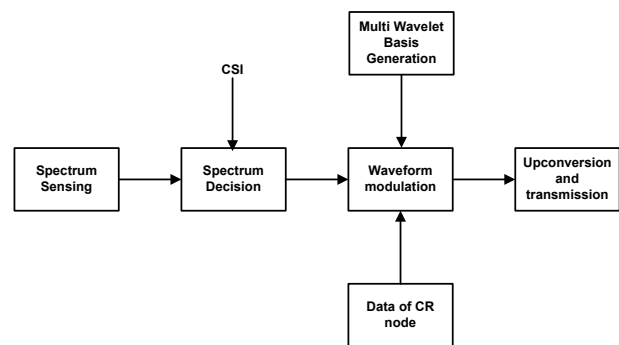 Multi Wavelet
Basis
Generation
CSI
Spectrum
Sensing
Spectrum
Decision
Waveform
modulation
Upconversion
and
transmission
Data of CR
node